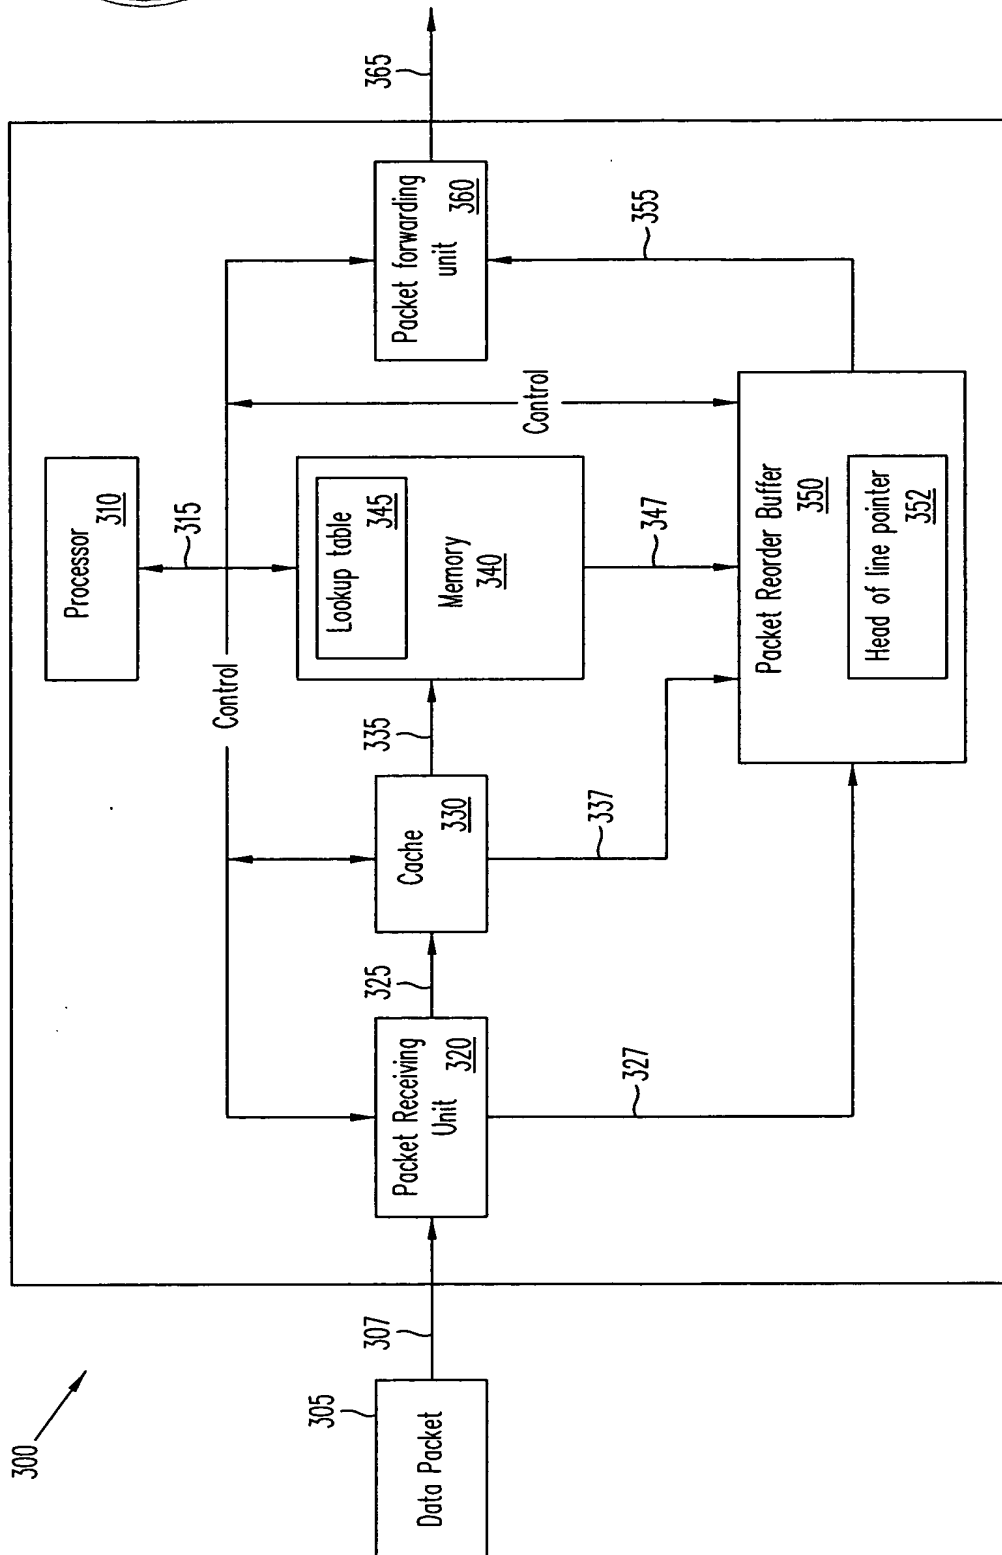 300
305
Data Packet
307
Packet Receiving
Unit
320
325
327
Cache
330
335
337
Control
Processor
310
315
Lookup table
345
Memory
340
347
Control
Packet Reorder Buffer
350
Head of line pointer
352
355
Packet forwarding
unit
360
365